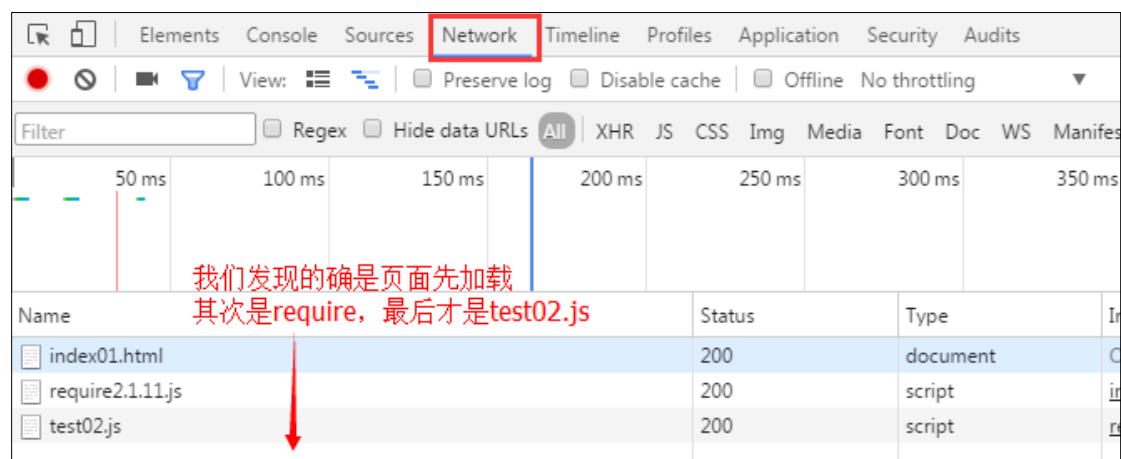 Elements Console Sources Network Timeline Profiles Application Security Audits
View: Preserve log Disable cache Offline No throttling
Filter Regex Hide data URLs All XHR JS CSS Img Media Font Doc WS Manifes
50 ms 100 ms 150 ms 200 ms 250 ms 300 ms 350 ms
我们发现的确是页面先加载
其次是require，最后才是test02.js
Name Status Type
index01.html 200 document
require2.1.11.js 200 script
test02.js 200 script